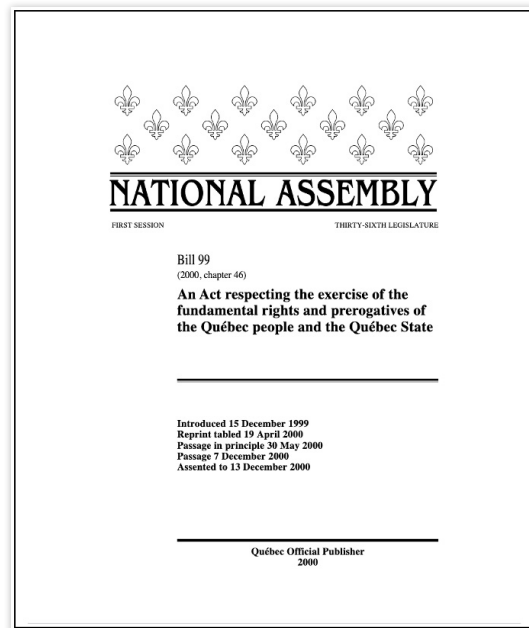 NATIONAL ASSEMBLY
FIRST SESSION THIRTY-SIXTH LEGISLATURE
Bill 99
(2000, chapter 46)
An Act respecting the exercise of the
fundamental rights and prerogatives of
the Québec people and the Québec State
Introduced 15 December 1999
Reprint tabled 19 April 2000
Passage in principle 30 May 2000
Passage 7 December 2000
Assented to 13 December 2000
Québec Official Publisher
2000